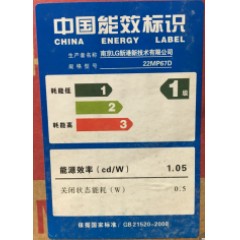 中国能效标识
CHINA ENERGY LABEL
生产者名称 南京LG新港新技术有限公司
规格型号 22MP67D
耗能低 1 1级
2
耗能高 3
能源效率（cd/W） 1.05
关闭状态能耗（W） 0.5
依据国家标准：GB 21520-2008